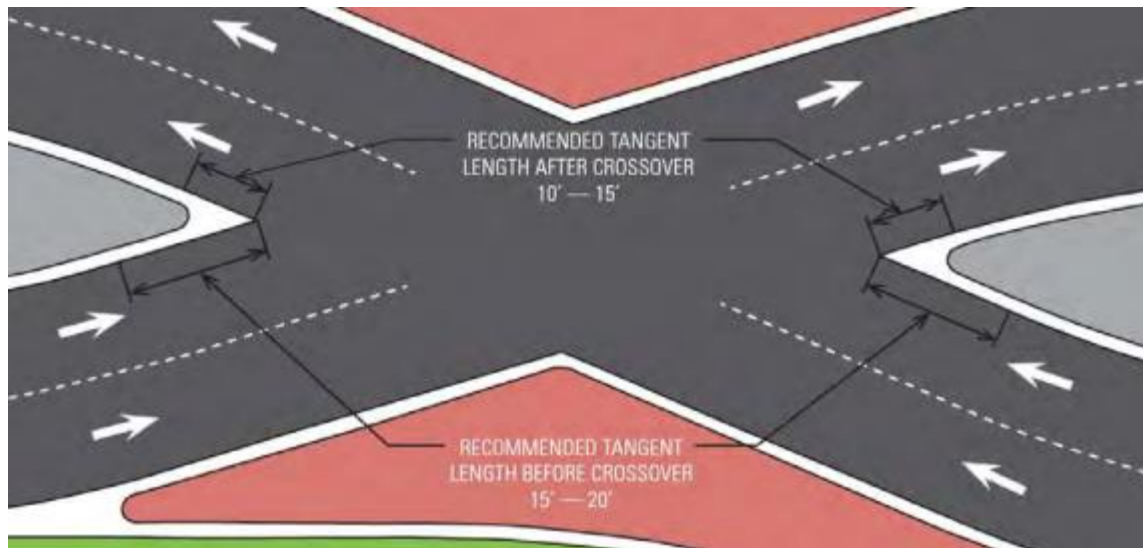 RECOMMENDED TANGENT
LENGTH AFTER CROSSOVER
10' — 15'
RECOMMENDED TANGENT
LENGTH BEFORE CROSSOVER
15' — 20'